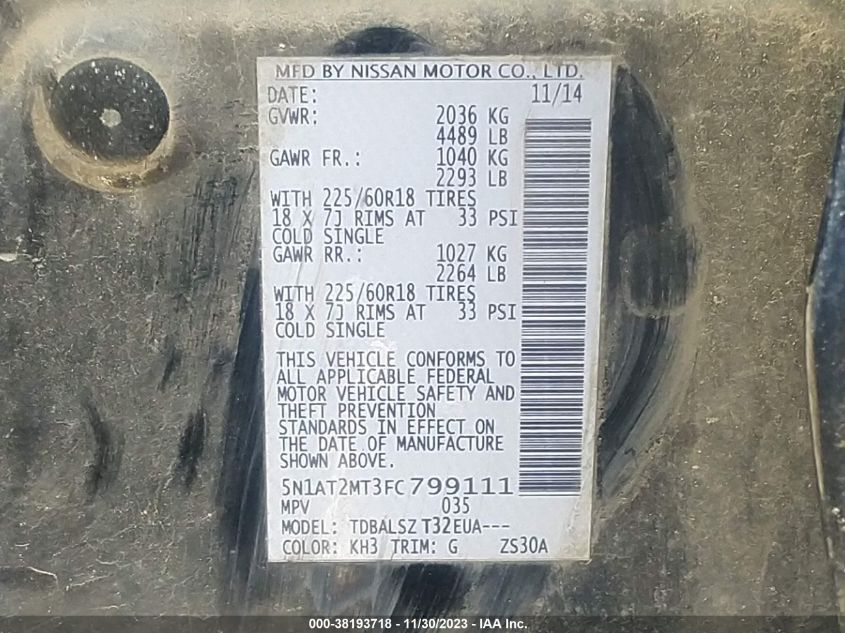 MFD BY NISSAN MOTOR CO., LTD.
DATE: 11/14
GVWR: 2036 KG
4489 LB
GAWR FR.: 1040 KG
2293 LB
WITH 225/60R18 TIRES
18 X 7J RIMS AT 33 PSI
COLD SINGLE
GAWR RR.: 1027 KG
2264 LB
WITH 225/60R18 TIRES
18 X 7J RIMS AT 33 PSI
COLD SINGLE
THIS VEHICLE CONFORMS TO
ALL APPLICABLE FEDERAL
MOTOR VEHICLE SAFETY AND
THEFT PREVENTION
STANDARDS IN EFFECT ON
THE DATE OF MANUFACTURE
SHOWN ABOVE.
5N1AT2MT3FC799111
MPV 035
MODEL: TDBALSZ T32EUA---
COLOR: KH3 TRIM: G ZS30A
000-38193718 - 11/30/2023 - IAA Inc.